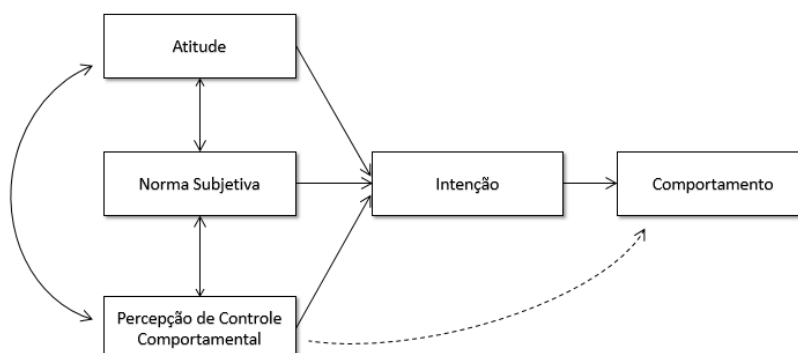 Atitude
Norma Subjetiva
Intenção
Comportamento
Percepção de Controle
Comportamental